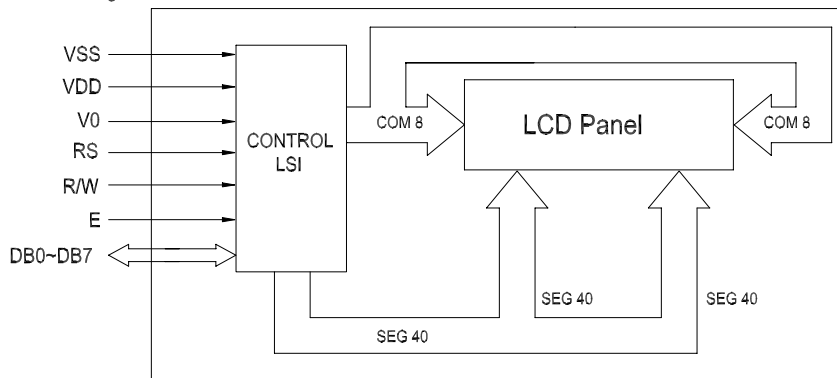 VSS
VDD
V0
RS
R/W
E
DB0~DB7
CONTROL
LSI
COM 8
LCD Panel
COM 8
SEG 40
SEG 40
SEG 40